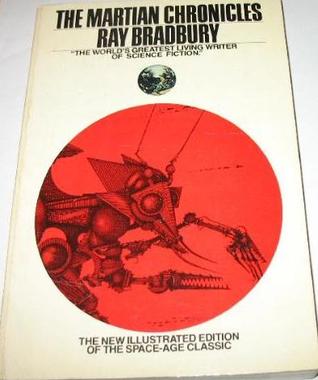 THE MARTIAN CHRONICLES
RAY BRADBURY
"THE WORLD'S GREATEST LIVING WRITER
OF SCIENCE FICTION."
THE NEW ILLUSTRATED EDITION
OF THE SPACE-AGE CLASSIC